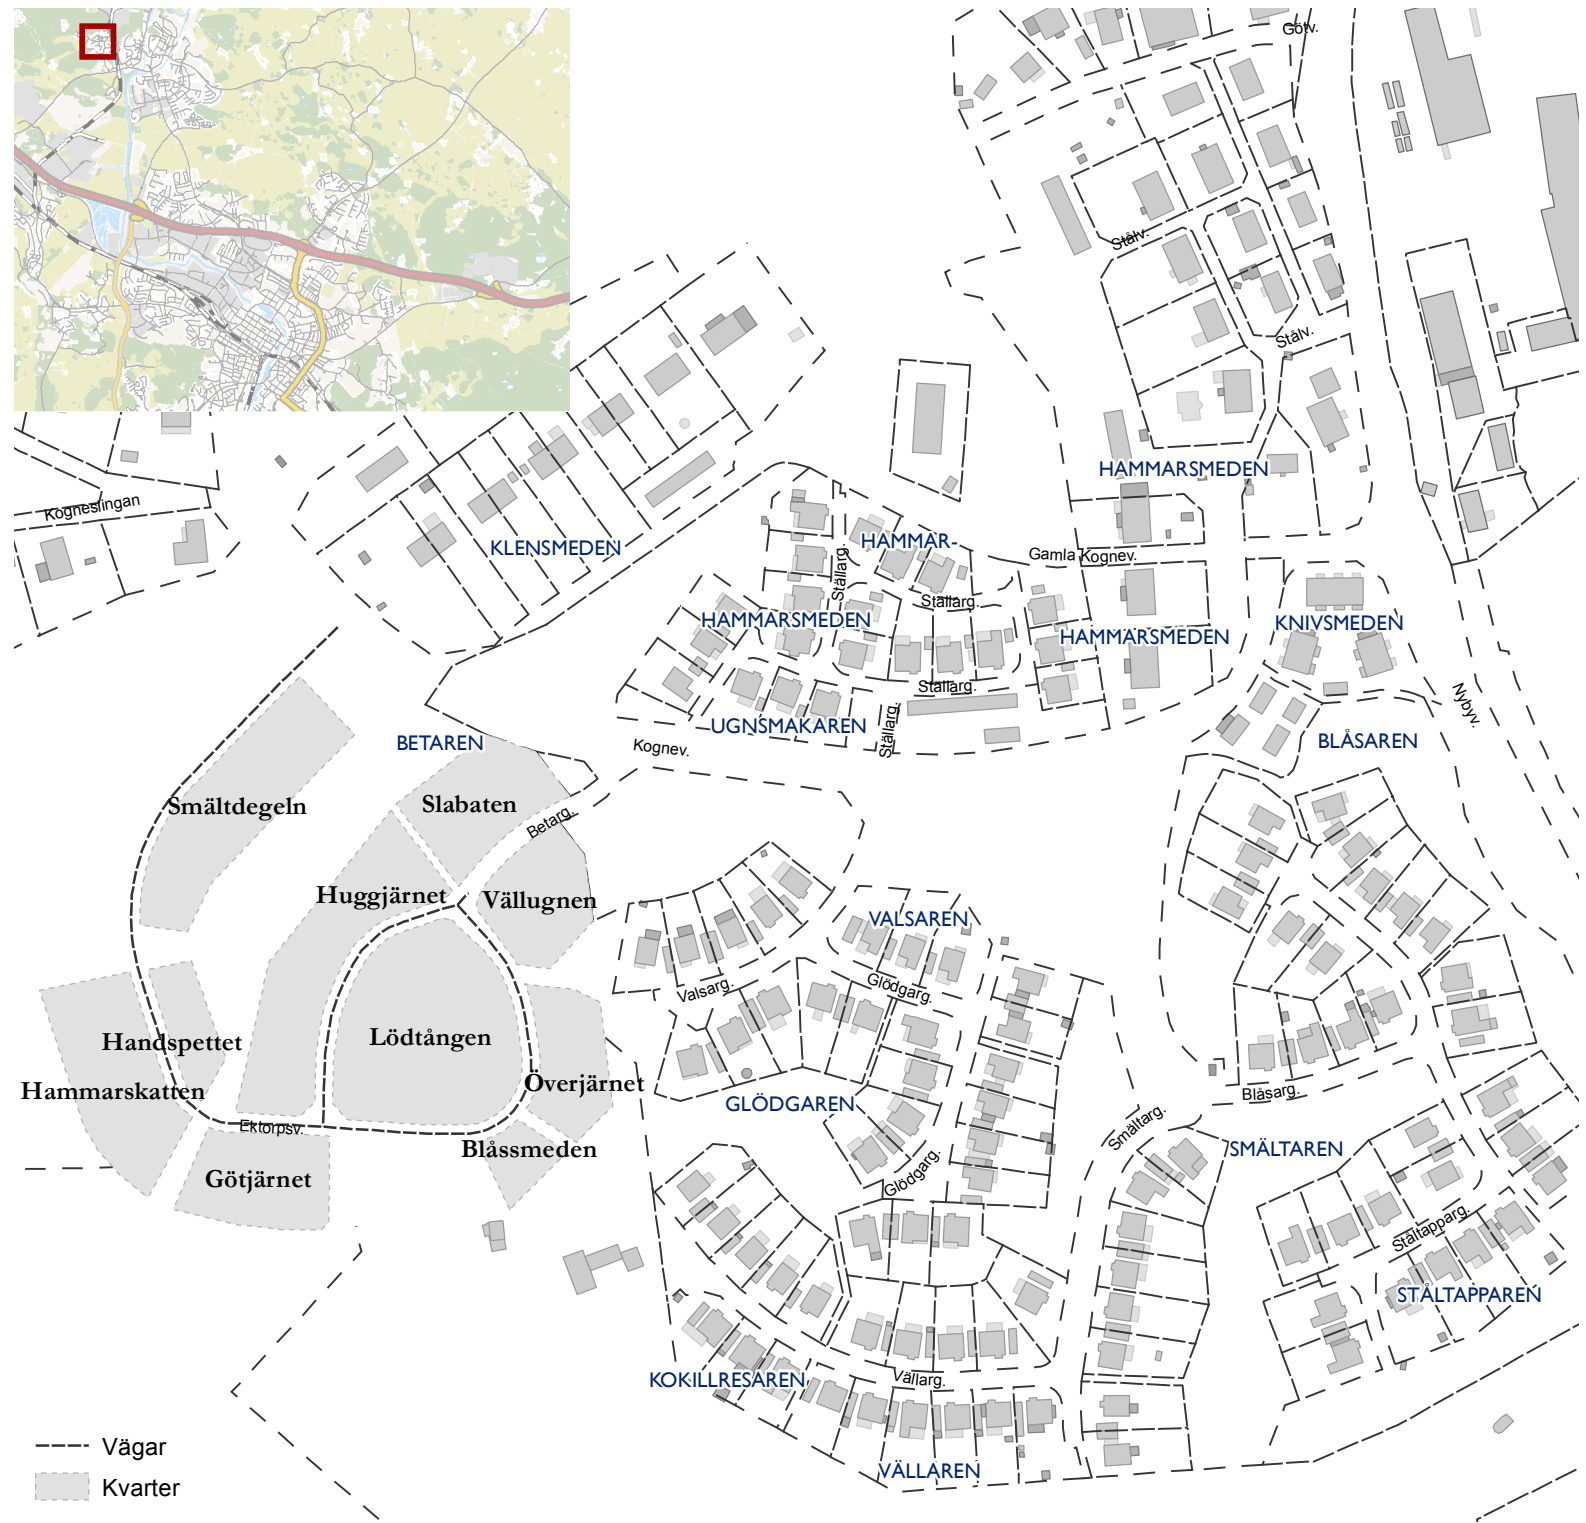 Götv.
Stålv.
Stålv.
HAMMARSMEDEN
Kogneslingan
KLENSMEDEN
HAMMAR-
Gamla Kognev.
Ställarg.
Ställarg.
HAMMARSMEDEN
HAMMARSMEDEN
KNIVSMEDEN
Ställarg.
Ställarg.
UGNSMAKAREN
Nybyv.
BETAREN
Kognev.
BLÅSAREN
Smältdegeln
Slabaten
Betarg.
Huggjärnet
Vällugnen
VALSAREN
Valsarg.
Glödgarg.
Handspettet
Lödtången
Hammarskatten
Överjärnet
GLÖDGAREN
Blåsarg.
Smältarg.
Ektorpsv.
Blåssmeden
SMÄLTAREN
Götjärnet
Glödgarg.
Ståltapparg.
STÅLTAPPAREN
KOKILLRESAREN
Vällarg.
VÄLLAREN
Vägar
Kvarter